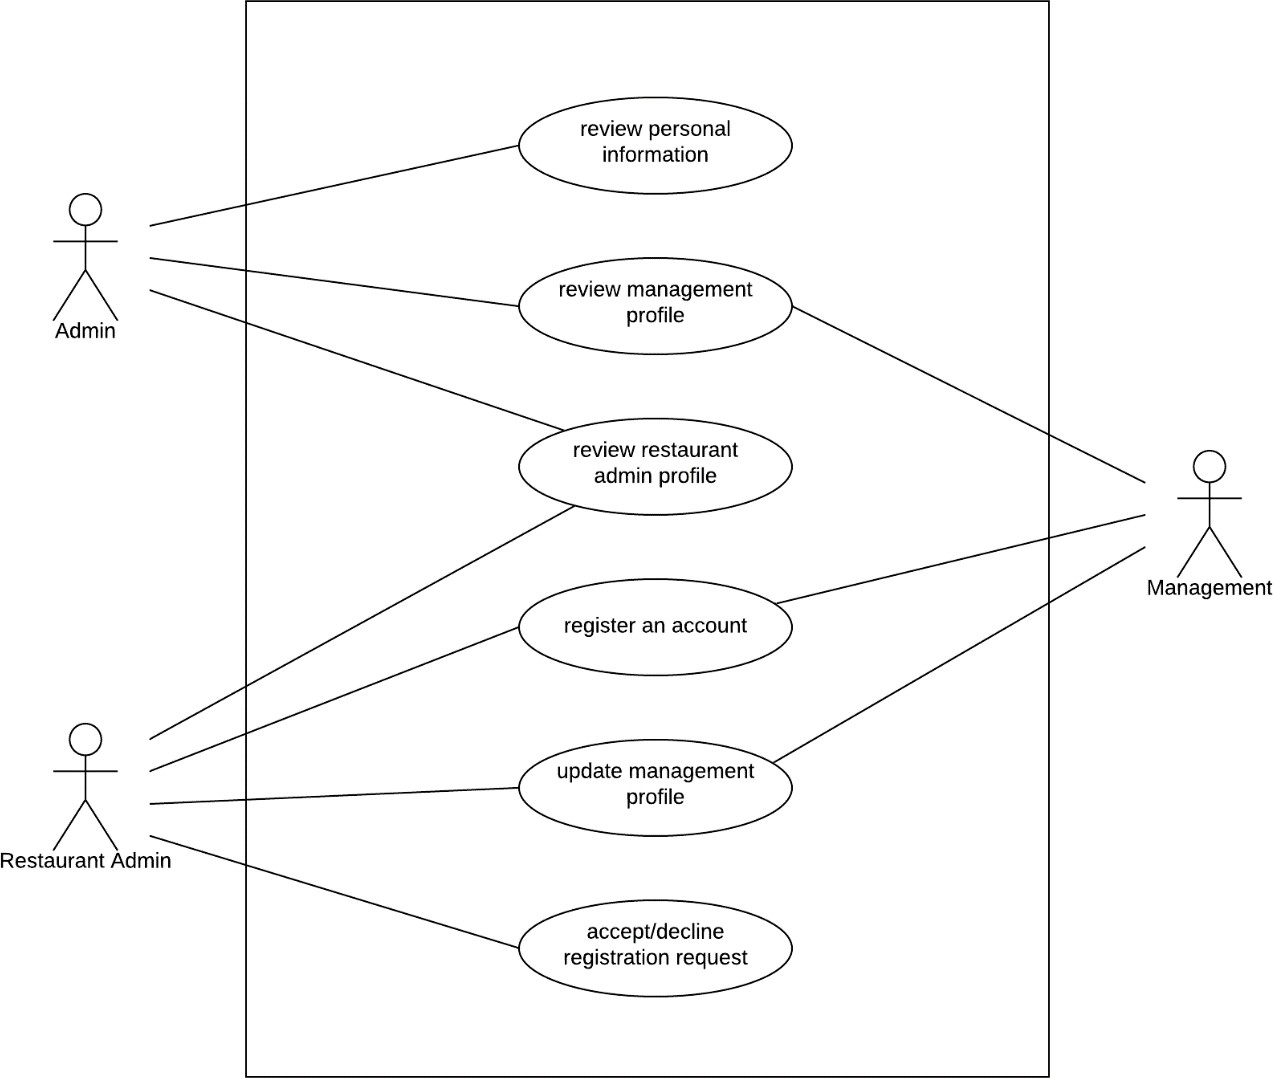 review personal
information
review management
profile
Admin
review restaurant
admin profile
Management
register an account
update management
profile
Restaurant Admin
accept/decline
registration request